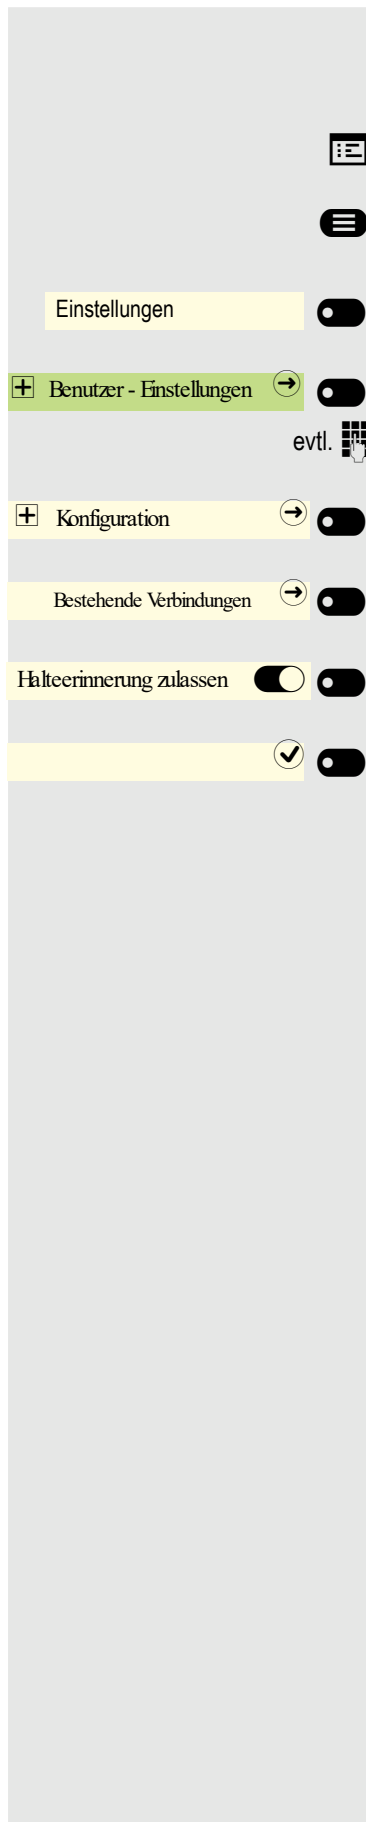 Einstellungen
Benutzer - Einstellungen
evtl.
Konfiguration
Bestehende Verbindungen
Halteerinnerung zulassen